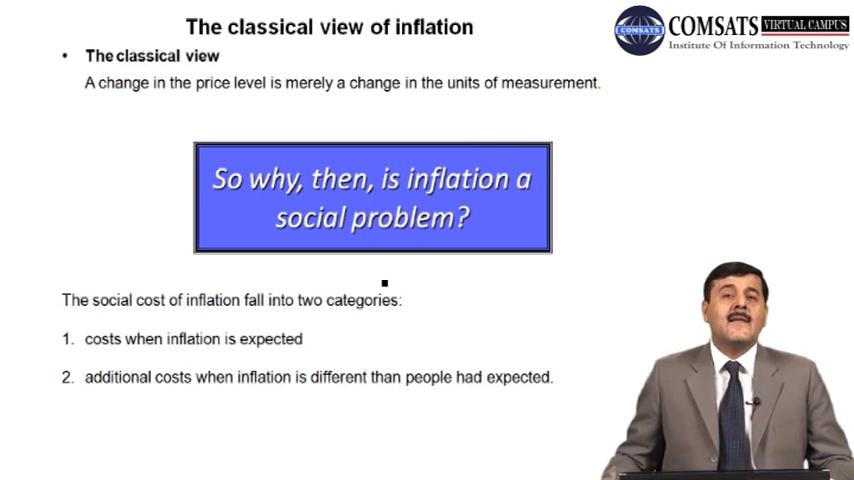 The classical view of inflation
COMSATS VIRTUAL CAMPUS
COMSATS
Institute Of Information Technology
• The classical view
A change in the price level is merely a change in the units of measurement.
So why, then, is inflation a
social problem?
The social cost of inflation fall into two categories:
1. costs when inflation is expected
2. additional costs when inflation is different than people had expected.